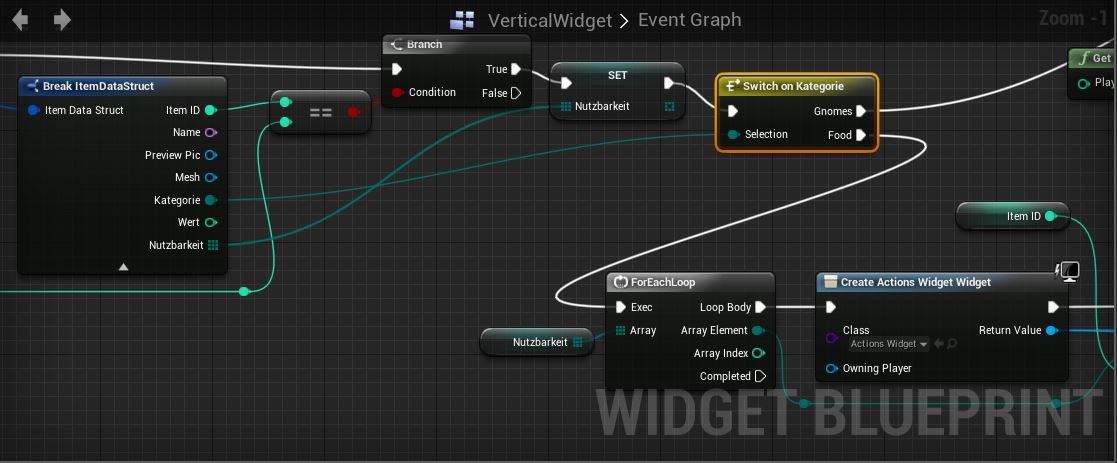 VerticalWidget > Event Graph
Zoom -1
Branch
True
Condition
False
SET
Nutzbarkeit
Break ItemDataStruct
Item Data Struct
Item ID
Name
Preview Pic
Mesh
Kategorie
Wert
Nutzbarkeit
==
Switch on Kategorie
Gnomes
Selection
Food
Get
Play
Item ID
ForEachLoop
Exec
Loop Body
Array
Array Element
Array Index
Completed
Nutzbarkeit
Create Actions Widget Widget
Class
Return Value
Actions Widget
Owning Player
WIDGET BLUEPRINT